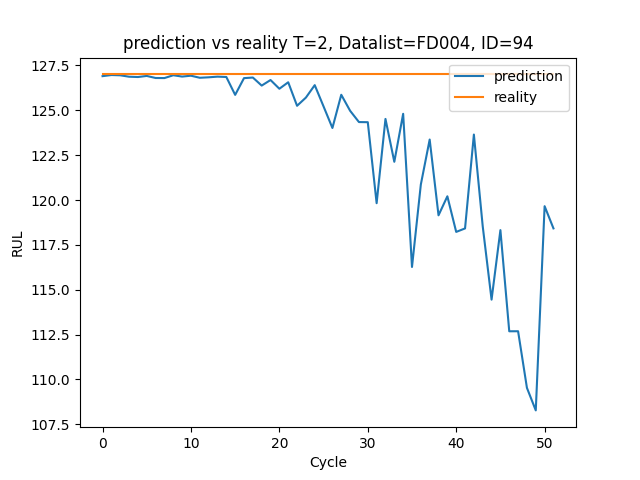 prediction vs reality T=2, Datalist=FD004, ID=94
prediction
reality
RUL
127.5
125.0
122.5
120.0
117.5
115.0
112.5
110.0
107.5
0 10 20 30 40 50
Cycle